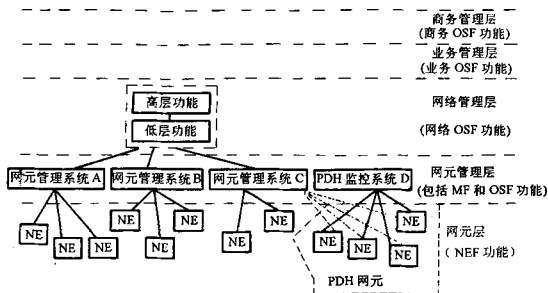 商务管理层
(商务 OSF 功能)
业务管理层
(业务 OSF 功能)
高层功能
低层功能
网络管理层
(网络 OSF 功能)
网元管理系统 A
网元管理系统 B
网元管理系统 C
PDH 监控系统 D
网元管理层
(包括 MF 和 OSF 功能)
NE
NE
NE
NE
NE
NE
NE
NE
NE
NE
NE
NE
网元层
(NEF 功能)
PDH 网元